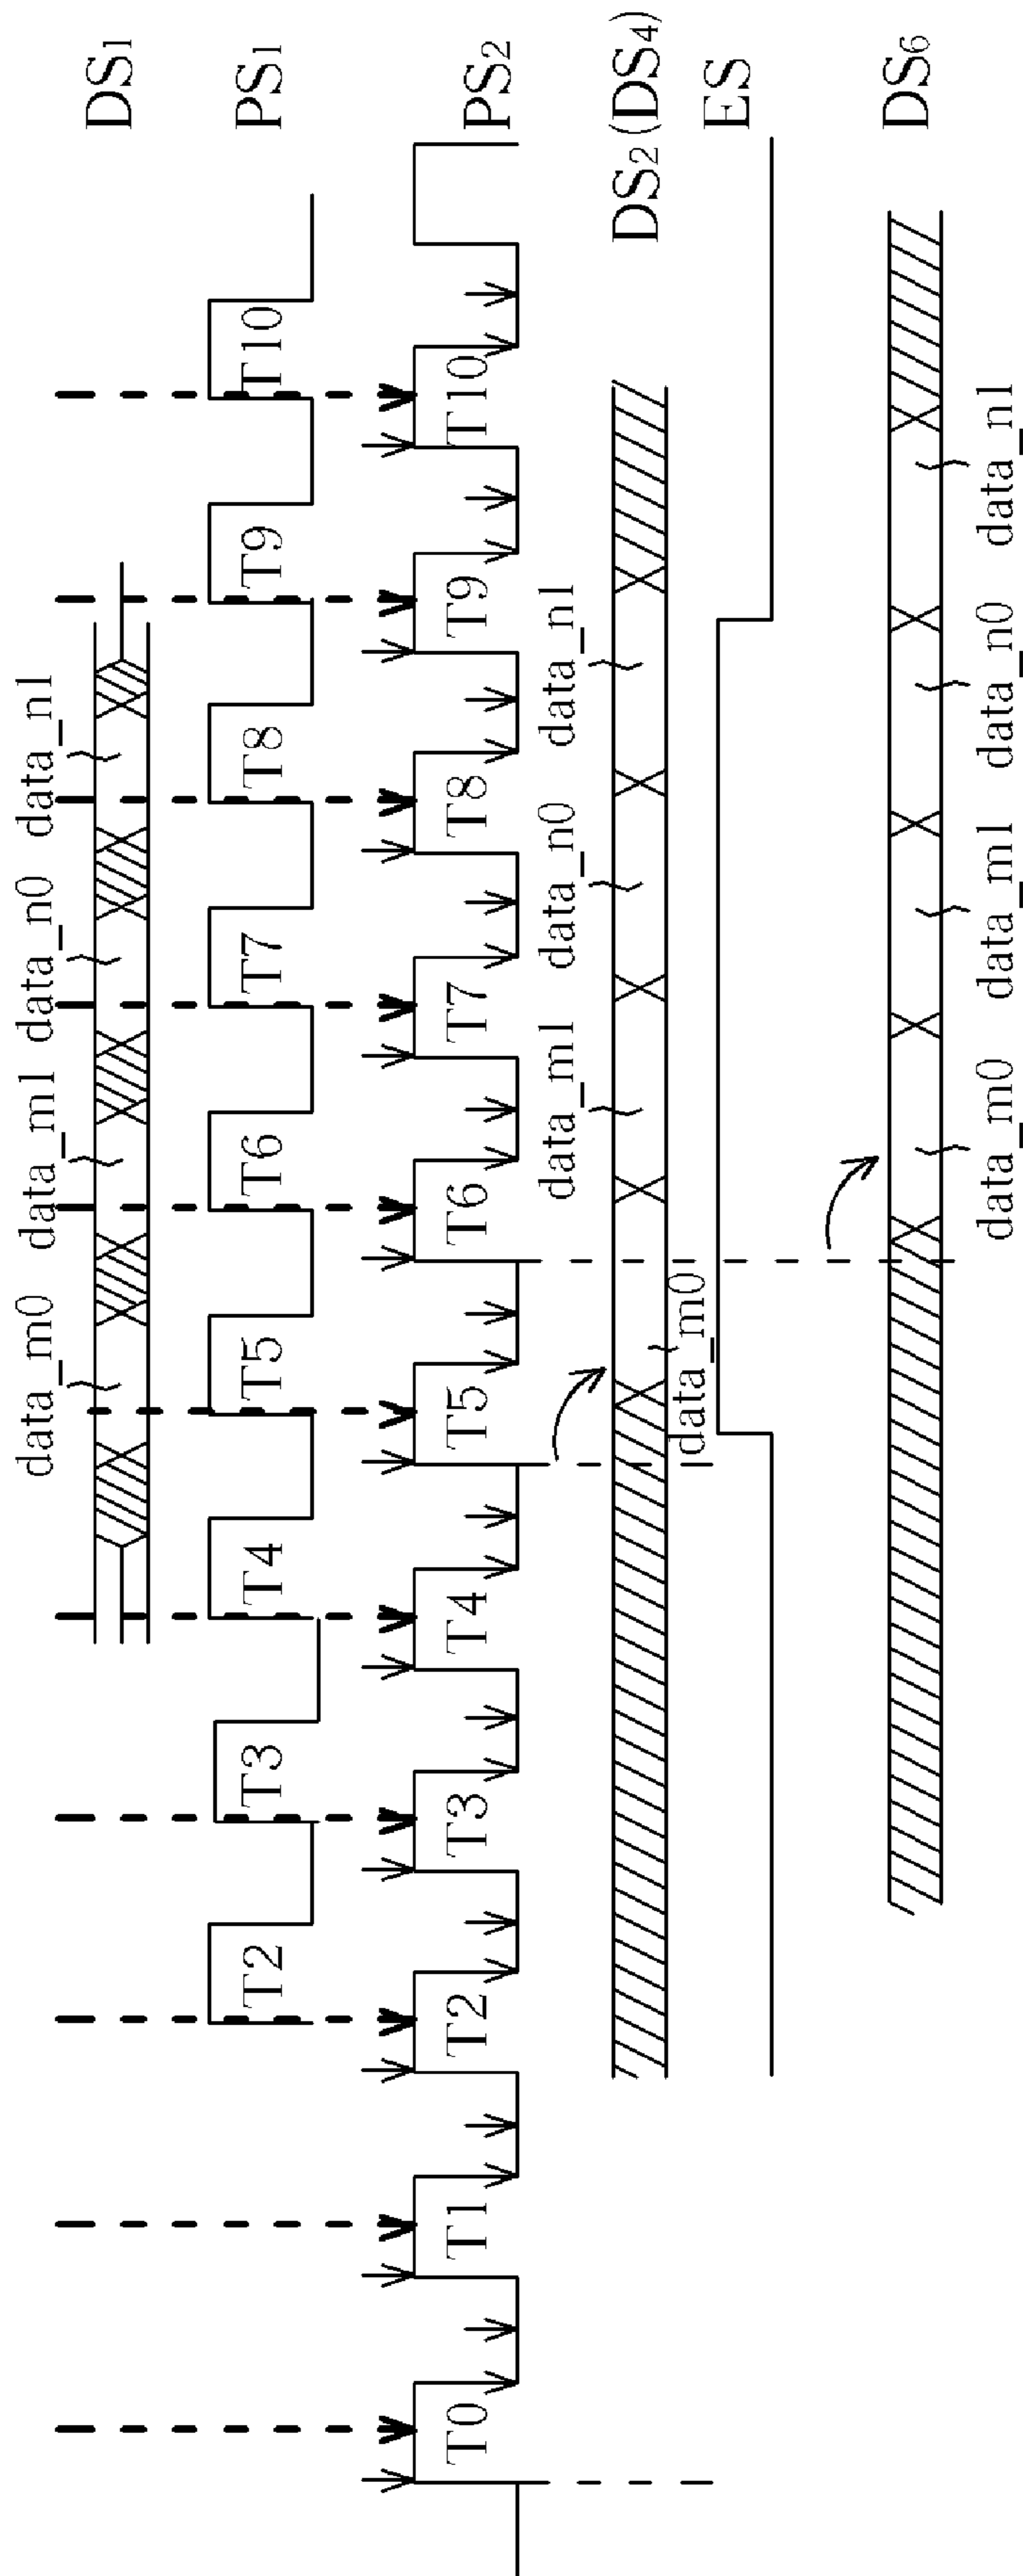 data_m0 data_m1 data_n0 data_n1
DS1
T2 T3 T4 T5 T6 T7 T8 T9 T10
PS1
T0 T1 T2 T3 T4 T5 T6 T7 T8 T9 T10
PS2
data_m1 data_n0 data_n1
DS2(DS4)
data_m0
ES
DS6
data_m0 data_m1 data_n0 data_n1